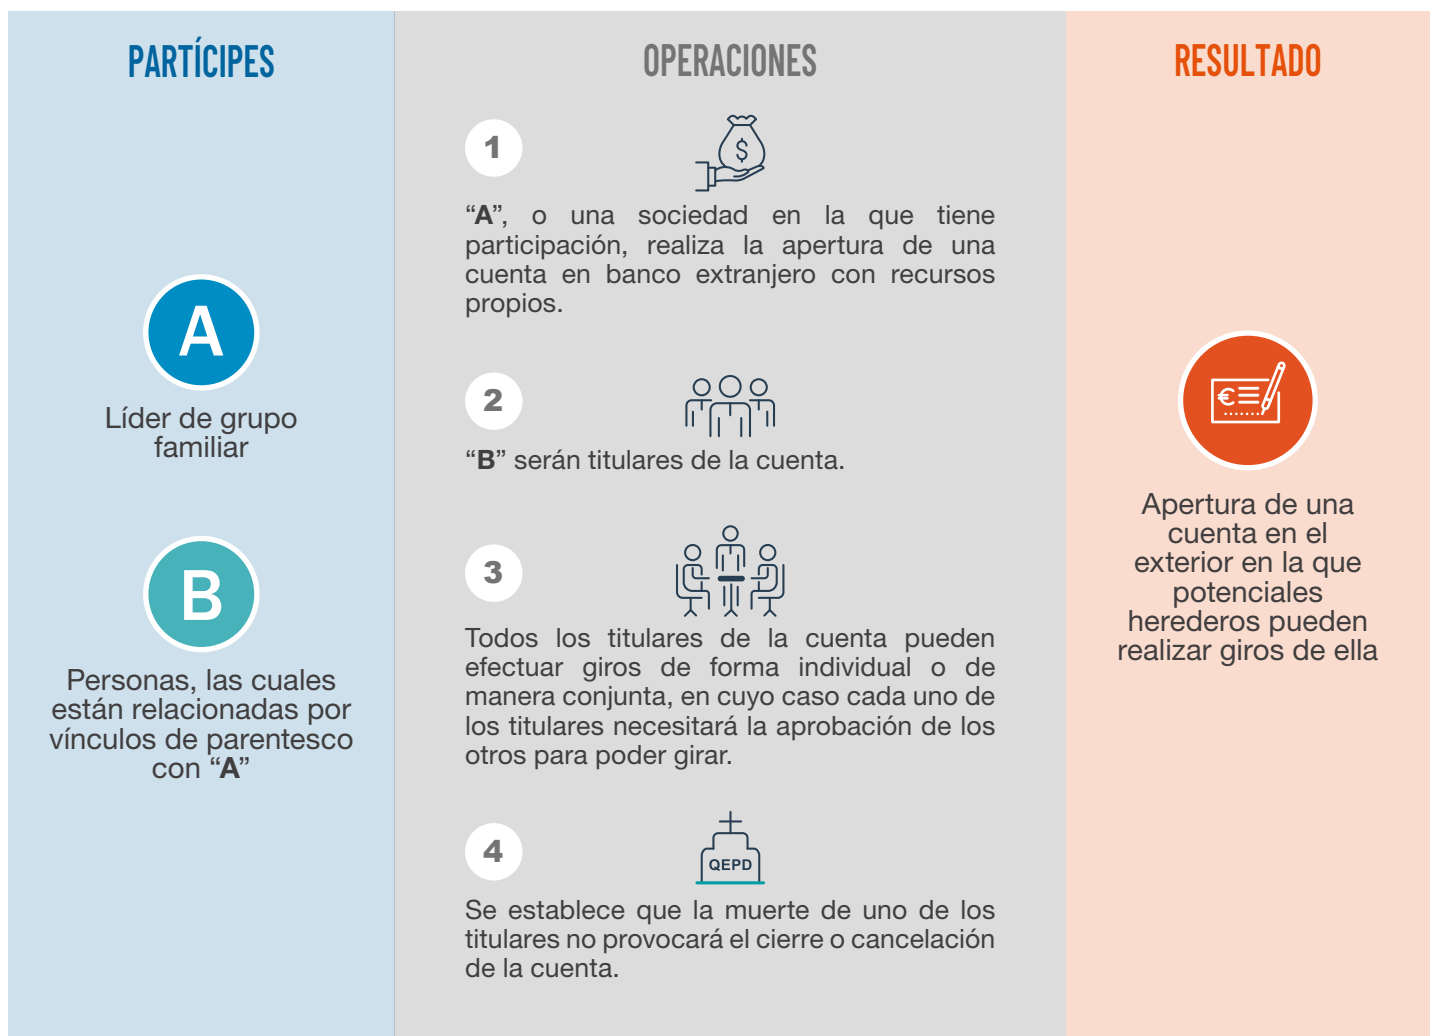 PARTÍCIPES
A
Líder de grupo
familiar
B
Personas, las cuales
están relacionadas por
vínculos de parentesco
con “A”
OPERACIONES
1
$
“A”, o una sociedad en la que tiene
participación, realiza la apertura de una
cuenta en banco extranjero con recursos
propios.
2
“B” serán titulares de la cuenta.
3
Todos los titulares de la cuenta pueden
efectuar giros de forma individual o de
manera conjunta, en cuyo caso cada uno de
los titulares necesitará la aprobación de los
otros para poder girar.
4
QEPD
Se establece que la muerte de uno de los
titulares no provocará el cierre o cancelación
de la cuenta.
RESULTADO
€
Apertura de una
cuenta en el
exterior en la que
potenciales
herederos pueden
realizar giros de ella